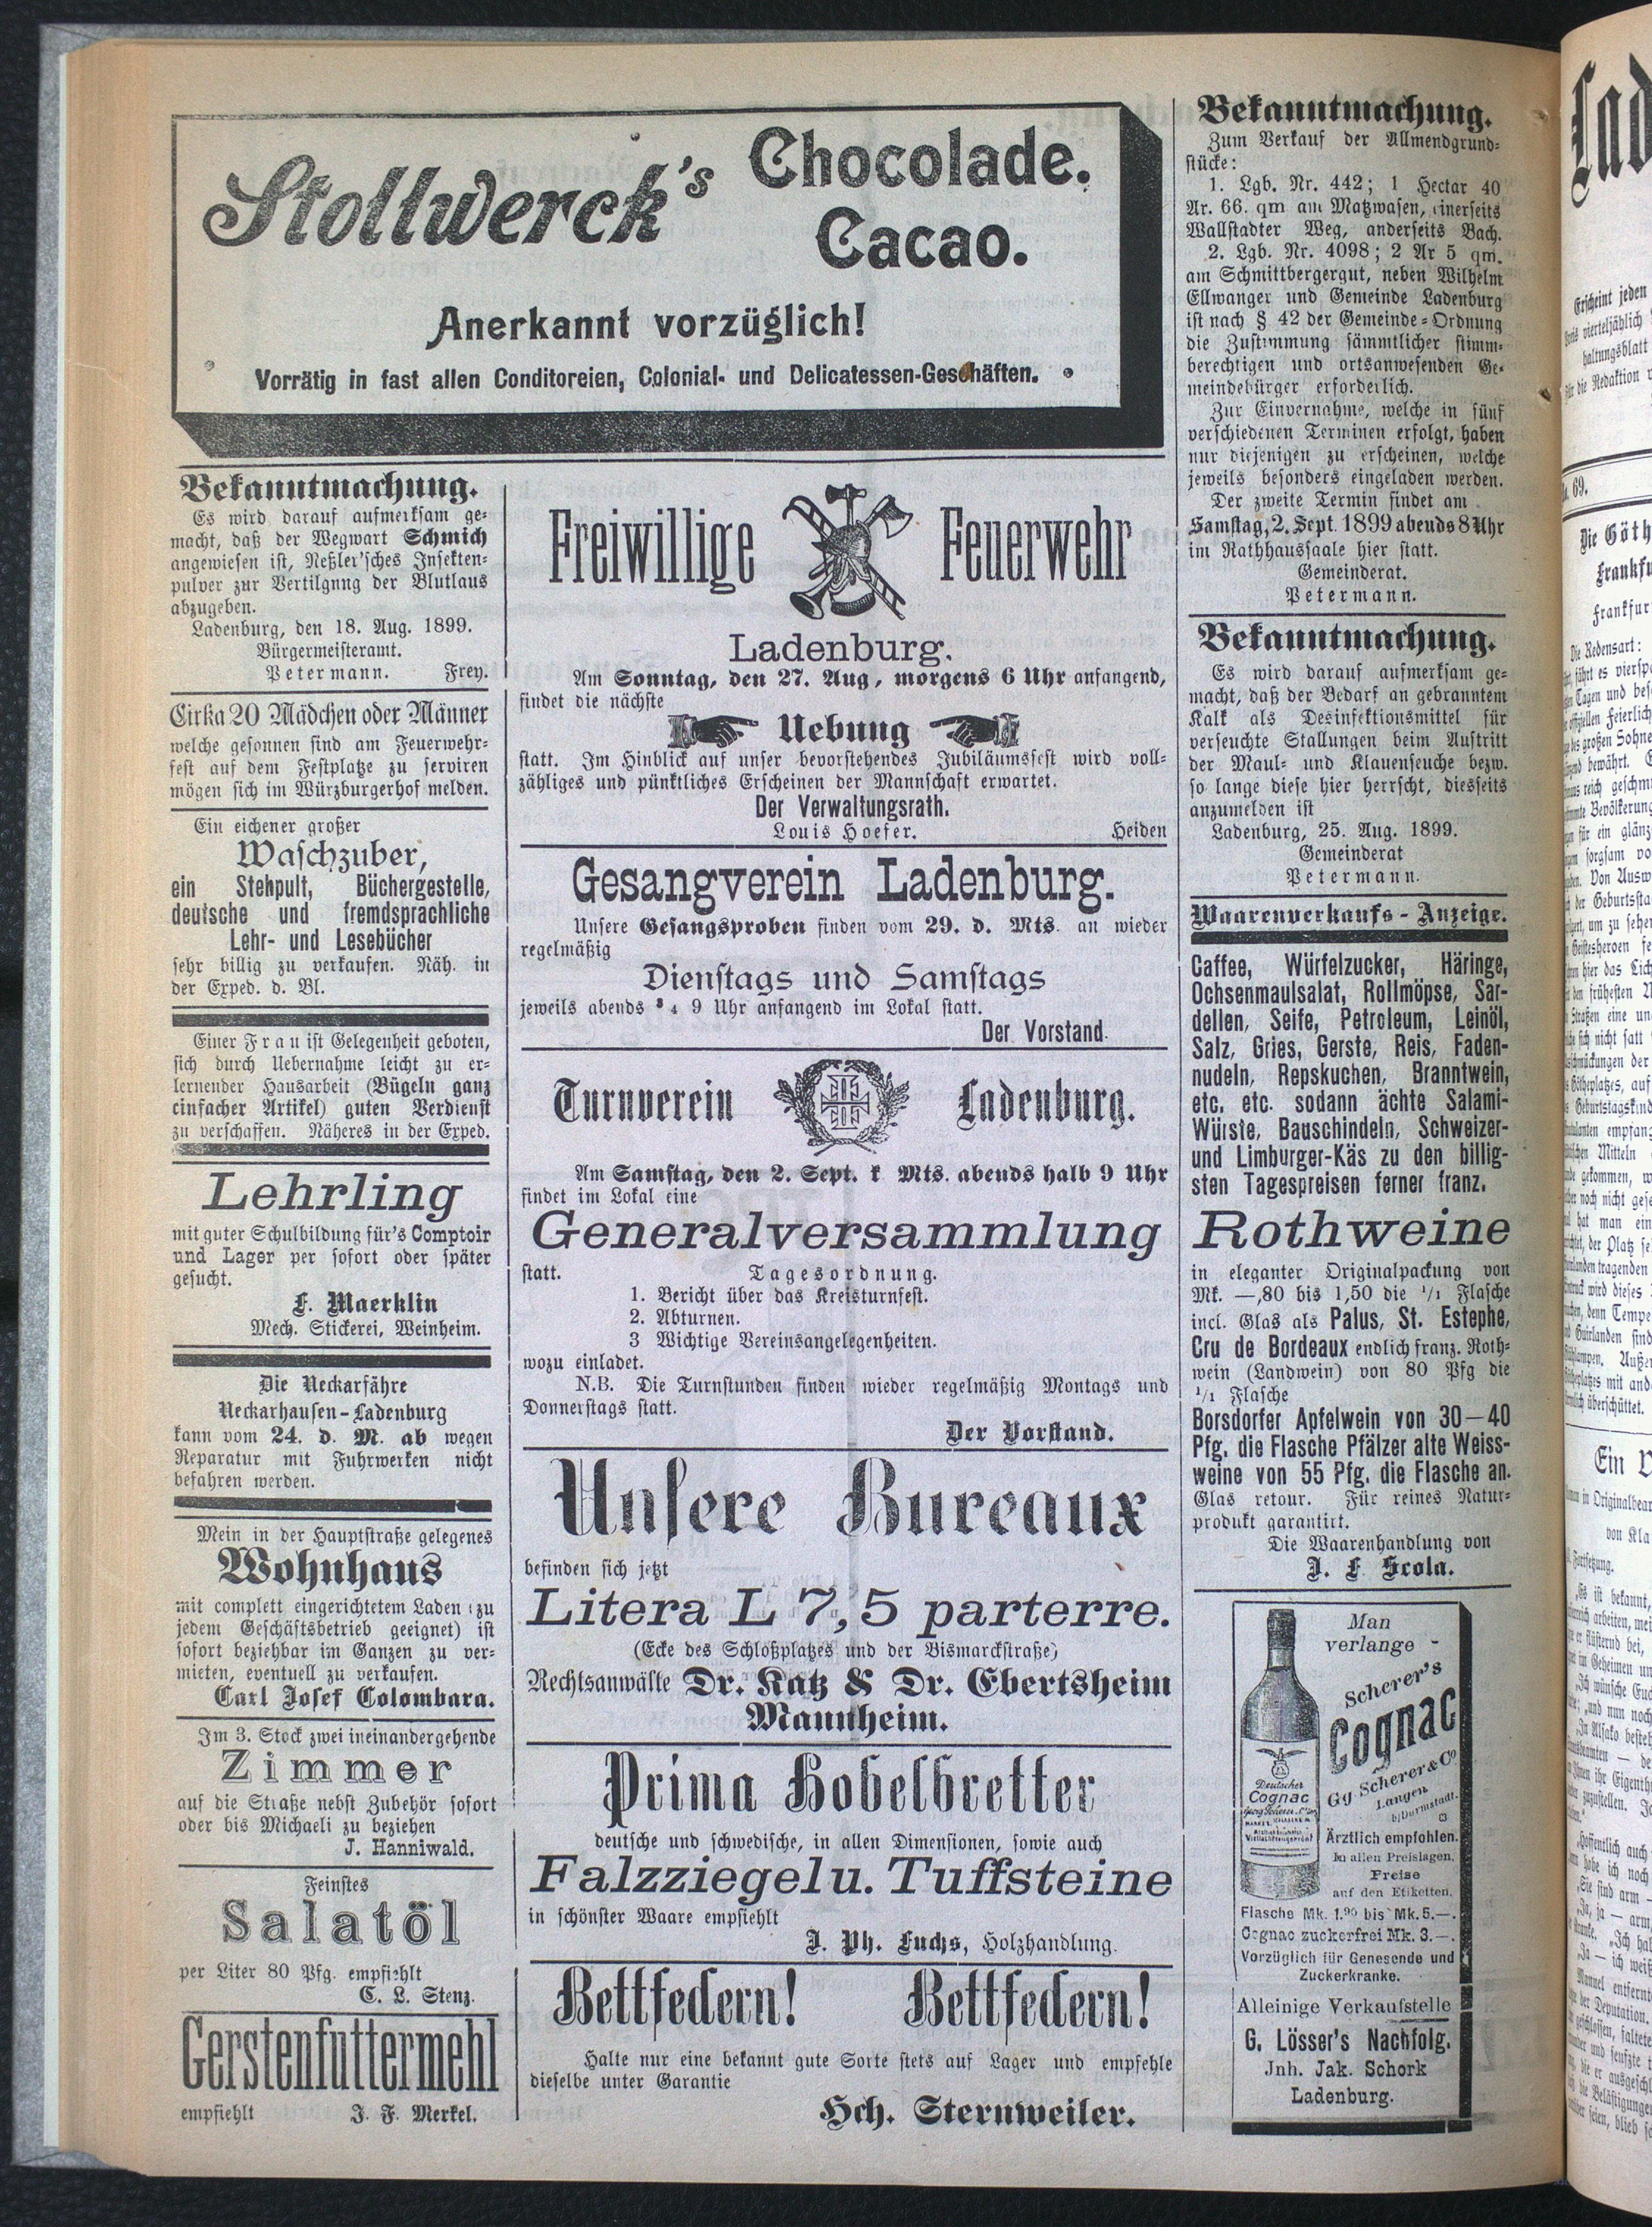 Stollwerck's Chocolade.
Cacao.
Anerkannt vorzüglich!
Vorrätig in fast allen Conditoreien, Colonial- und Delicatessen-Geschäften.
Bekanntmachung.
Es wird darauf aufmerksam ge-
macht, daß der Wegwart Schmich
angewiesen ist, Neßler'sches Insekten-
pulver zur Vertilgung der Blutlaus
abzugeben.
Ladenburg, den 18. Aug. 1899.
Bürgermeisteramt.
Petermann. Frey.
Cirka 20 Mädchen oder Männer
welche gesonnen sind am Feuerwehr-
fest auf dem Festplatze zu serviren
mögen sich im Würzburgerhof melden.
Ein eichener großer
Waschzuber,
ein Stehpult, Büchergestelle,
deutsche und fremdsprachliche
Lehr- und Lesebücher
sehr billig zu verkaufen. Näh. in
der Exped. d. Bl.
Einer Frau ist Gelegenheit geboten,
sich durch Uebernahme leicht zu er-
lernender Hausarbeit (Bügeln ganz
einfacher Artikel) guten Verdienst
zu verschaffen. Näheres in der Exped.
Lehrling
mit guter Schulbildung für's Comptoir
und Lager per sofort oder später
gesucht.
F. Maerklin
Mech. Stickerei, Weinheim.
Die Neckarfähre
Neckarhausen-Ladenburg
kann vom 24. d. M. ab wegen
Reparatur mit Fuhrwerken nicht
befahren werden.
Mein in der Hauptstraße gelegenes
Wohnhaus
mit complett eingerichtetem Laden (zu
jedem Geschäftsbetrieb geeignet) ist
sofort beziehbar im Ganzen zu ver-
mieten, eventuell zu verkaufen.
Carl Josef Colombara.
Im 3. Stock zwei ineinandergehende
Zimmer
auf die Straße nebst Zubehör sofort
oder bis Michaeli zu beziehen
J. Hanniwald.
Feinstes
Salatöl
per Liter 80 Pfg. empfiehlt
C. L. Stenz.
Gerstenfuttermehl
empfiehlt J. F. Merkel.
Freiwillige Feuerwehr
Ladenburg.
Am Sonntag, den 27. Aug, morgens 6 Uhr anfangend,
findet die nächste
Uebung
statt. Im Hinblick auf unser bevorstehendes Jubiläumsfest wird voll-
zähliges und pünktliches Erscheinen der Mannschaft erwartet.
Der Verwaltungsrath.
Louis Hoefer. Heiden
Gesangverein Ladenburg.
Unsere Gesangsproben finden vom 29. d. Mts. an wieder
regelmäßig
Dienstags und Samstags
jeweils abends 3/4 9 Uhr anfangend im Lokal statt.
Der Vorstand.
Turnverein Ladenburg.
Am Samstag, den 2. Sept. k Mts. abends halb 9 Uhr
findet im Lokal eine
Generalversammlung
statt. Tagesordnung.
1. Bericht über das Kreisturnfest.
2. Abturnen.
3 Wichtige Vereinsangelegenheiten.
wozu einladet.
N.B. Die Turnstunden finden wieder regelmäßig Montags und
Donnerstags statt.
Der Vorstand.
Unsere Bureaux
befinden sich jetzt
Litera L 7,5 parterre.
(Ecke des Schloßplatzes und der Bismarckstraße)
Rechtsanwälte Dr. Katz & Dr. Ebertsheim
Mannheim.
Prima Hobelbretter
deutsche und schwedische, in allen Dimensionen, sowie auch
Falzziegel u. Tuffsteine
in schönster Waare empfiehlt
J. Ph. Fuchs, Holzhandlung.
Bettfedern! Bettfedern!
Halte nur eine bekannt gute Sorte stets auf Lager und empfehle
dieselbe unter Garantie
Hch. Sternweiler.
Bekanntmachung.
Zum Verkauf der Allmendgrund-
stücke:
1. Lgb. Nr. 442; 1 Hectar 40
Ar. 66. qm am Matzwasen, einerseits
Wallstadter Weg, anderseits Bach.
2. Lgb. Nr. 4098; 2 Ar 5 qm.
am Schmittbergergut, neben Wilhelm
Ellwanger und Gemeinde Ladenburg
ist nach § 42 der Gemeinde-Ordnung
die Zustimmung sämmtlicher stimm-
berechtigen und ortsanwesenden Ge-
meindebürger erforderlich.
Zur Einvernahme, welche in fünf
verschiedenen Terminen erfolgt, haben
nur diejenigen zu erscheinen, welche
jeweils besonders eingeladen werden.
Der zweite Termin findet am
Samstag, 2. Sept. 1899 abends 8 Uhr
im Rathhaussaale hier statt.
Gemeinderat.
Petermann.
Bekanntmachung.
Es wird darauf aufmerksam ge-
macht, daß der Bedarf an gebranntem
Kalk als Desinfektionsmittel für
verseuchte Stallungen beim Austritt
der Maul- und Klauenseuche bezw.
so lange diese hier herrscht, diesseits
anzumelden ist
Ladenburg, 25. Aug. 1899.
Gemeinderat
Petermann.
Waarenverkaufs-Anzeige.
Caffee, Würfelzucker, Häringe,
Ochsenmaulsalat, Rollmöpse, Sar-
dellen, Seife, Petroleum, Leinöl,
Salz, Gries, Gerste, Reis, Faden-
nudeln, Repskuchen, Branntwein,
etc. etc. sodann ächte Salami-
Würste, Bauschindeln, Schweizer-
und Limburger-Käs zu den billig-
sten Tagespreisen ferner franz.
Rothweine
in eleganter Originalpackung von
Mk. —,80 bis 1,50 die 1/1 Flasche
incl. Glas als Palus, St. Estephe,
Cru de Bordeaux endlich franz. Roth-
wein (Landwein) von 80 Pfg die
1/1 Flasche
Borsdorfer Apfelwein von 30—40
Pfg. die Flasche Pfälzer alte Weiss-
weine von 55 Pfg. die Flasche an.
Glas retour. Für reines Natur-
produkt garantirt.
Die Waarenhandlung von
J. F. Scola.
Man
verlange -
Scherer's
Cognac
Gg. Scherer & Co
Langen
b/Darmstadt.
Deutscher
Cognac
Ärztlich empfohlen.
In allen Preislagen.
Preise
auf den Etiketten.
Flasche Mk. 1.90 bis Mk. 5.—.
Cognac zuckerfrei Mk. 3.—.
Vorzüglich für Genesende und
Zuckerkranke.
Alleinige Verkaufstelle
G. Lösser's Nachfolg.
Jnh. Jak. Schork
Ladenburg.
Lad
Erscheint jeden
No. 69.
Die Göth
Frankfu
Frankfur
Die Redensart:
Ein V